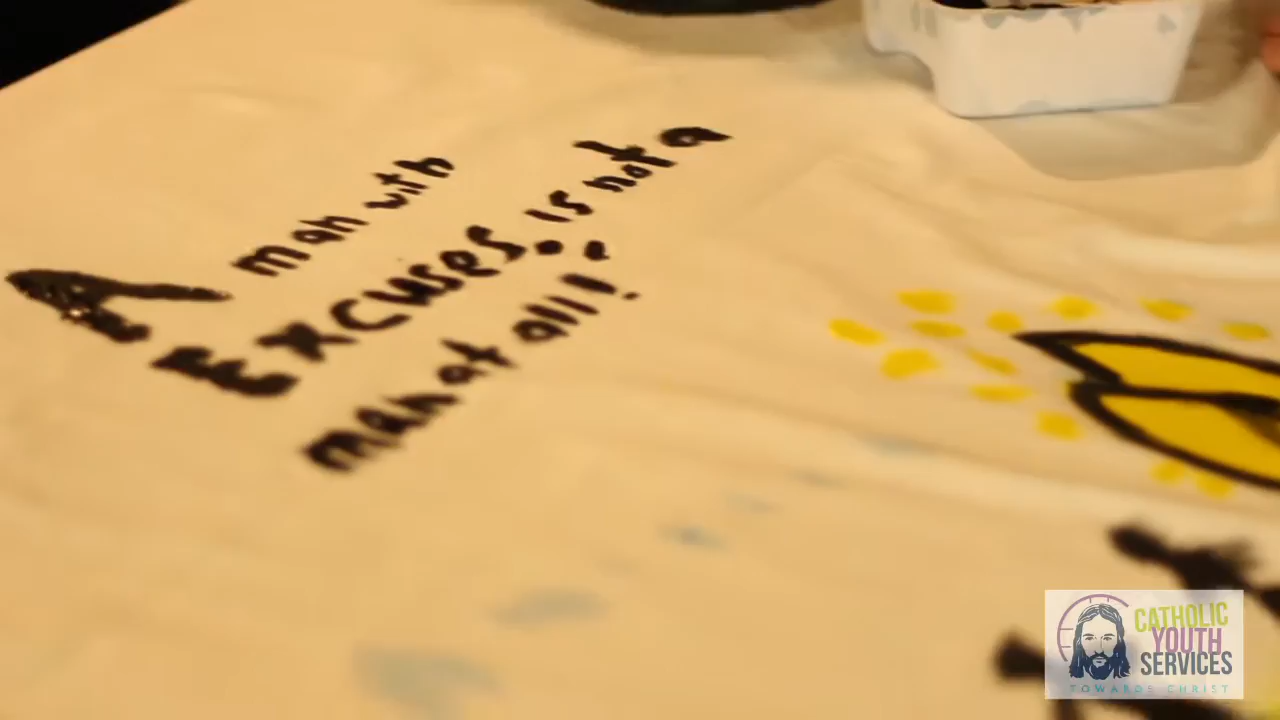 A man with
Excuses. is not a
man at all!
CATHOLIC
YOUTH
SERVICES
TOWARDS CHRIST